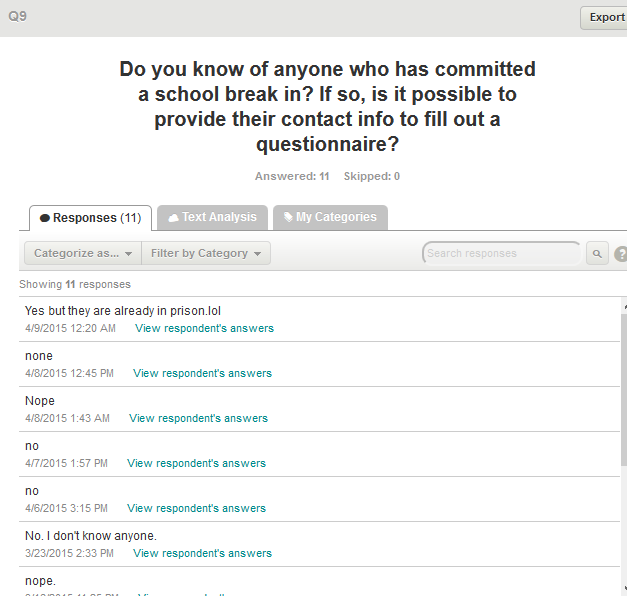 Q9
Export
Do you know of anyone who has committed
a school break in? If so, is it possible to
provide their contact info to fill out a
questionnaire?
Answered: 11 Skipped: 0
Responses (11) Text Analysis My Categories
Categorize as... Filter by Category Search responses ?
Showing 11 responses
Yes but they are already in prison.lol
4/9/2015 12:20 AM View respondent's answers
none
4/8/2015 12:45 PM View respondent's answers
Nope
4/8/2015 1:43 AM View respondent's answers
no
4/7/2015 1:57 PM View respondent's answers
no
4/6/2015 3:15 PM View respondent's answers
No. I don't know anyone.
3/23/2015 2:33 PM View respondent's answers
nope.